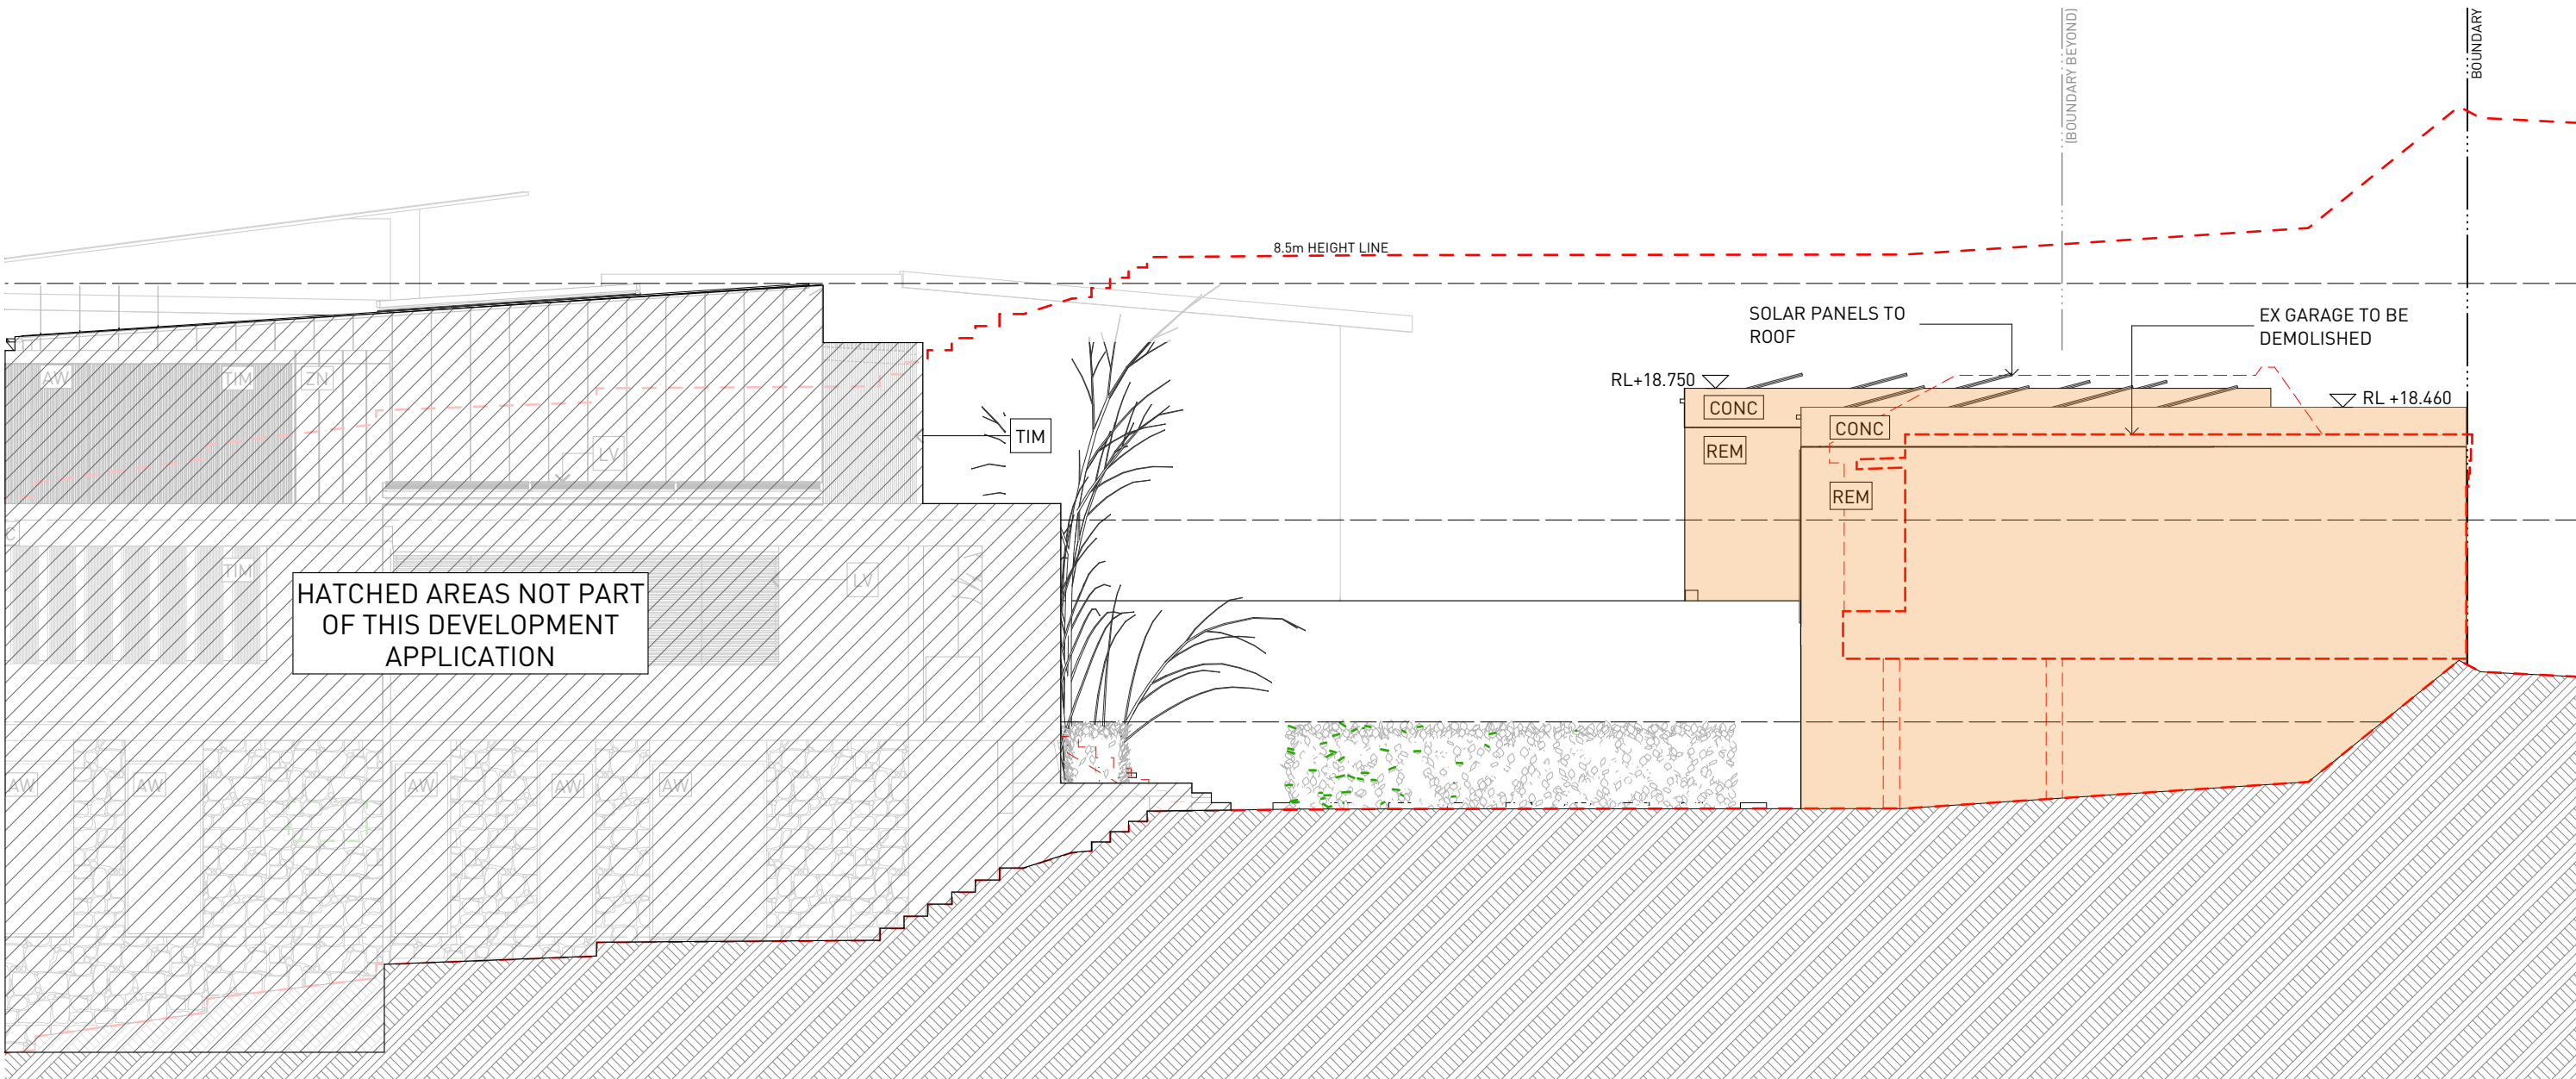 (BOUNDARY BEYOND)
BOUNDARY
8.5m HEIGHT LINE
SOLAR PANELS TO
ROOF
EX GARAGE TO BE
DEMOLISHED
RL+18.750
RL +18.460
AW
TIM
ZN
CONC
CONC
TIM
REM
LV
REM
TIM
LV
HATCHED AREAS NOT PART
OF THIS DEVELOPMENT
APPLICATION
AW
AW
AW
AW
AW